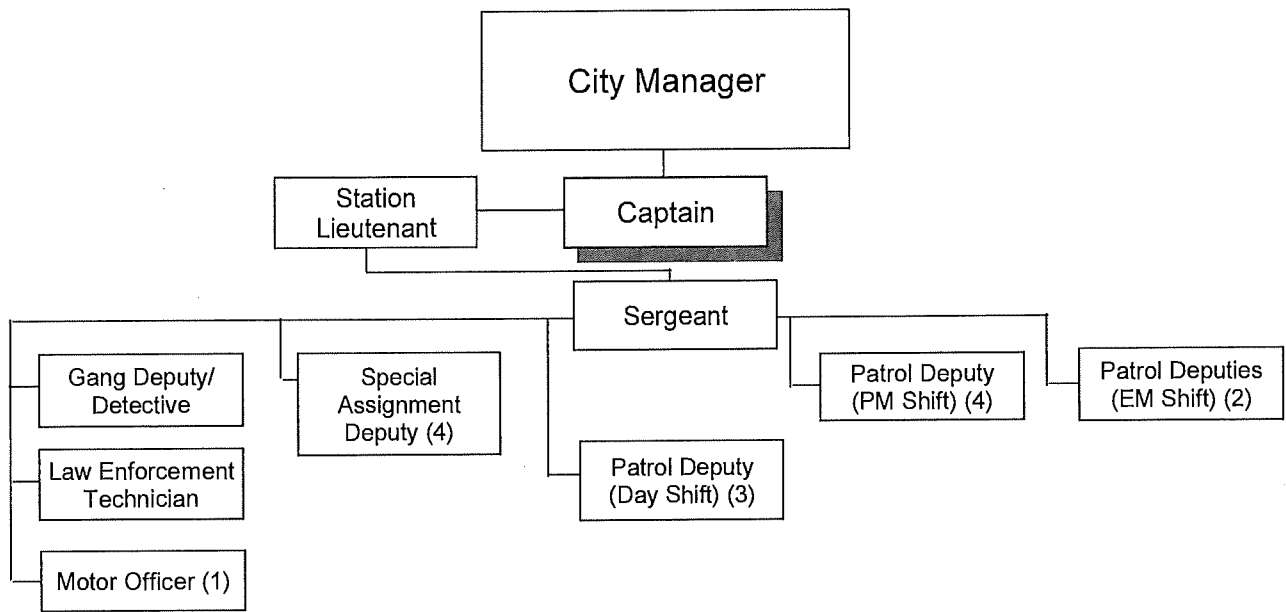 City Manager
Station
Lieutenant
Captain
Sergeant
Gang Deputy/
Detective
Special
Assignment
Deputy (4)
Patrol Deputy
(PM Shift) (4)
Patrol Deputies
(EM Shift) (2)
Law Enforcement
Technician
Patrol Deputy
(Day Shift) (3)
Motor Officer (1)